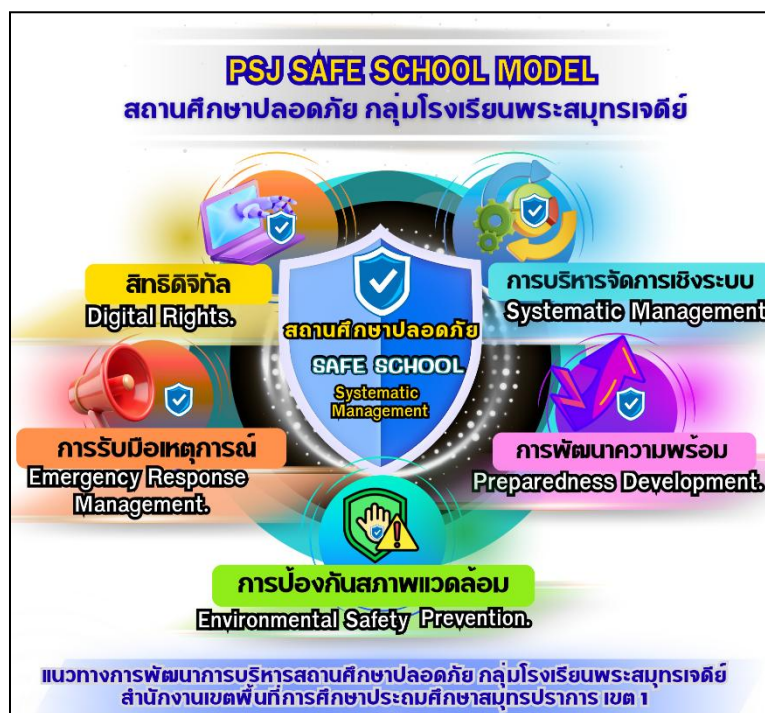 PSJ SAFE SCHOOL MODEL
สถานศึกษาปลอดภัย กลุ่มโรงเรียนพระสมุทรเจดีย์
สิทธิดิจิทัล
Digital Rights.
การบริหารจัดการเชิงระบบ
Systematic Management
สถานศึกษาปลอดภัย
SAFE SCHOOL
Systematic
Management
การรับมือเหตุการณ์
Emergency Response
Management.
การพัฒนาความพร้อม
Preparedness Development.
การป้องกันสภาพแวดล้อม
Environmental Safety Prevention.
แนวทางการพัฒนาการบริหารสถานศึกษาปลอดภัย กลุ่มโรงเรียนพระสมุทรเจดีย์
สำนักงานเขตพื้นที่การศึกษาประถมศึกษาสมุทรปราการ เขต 1